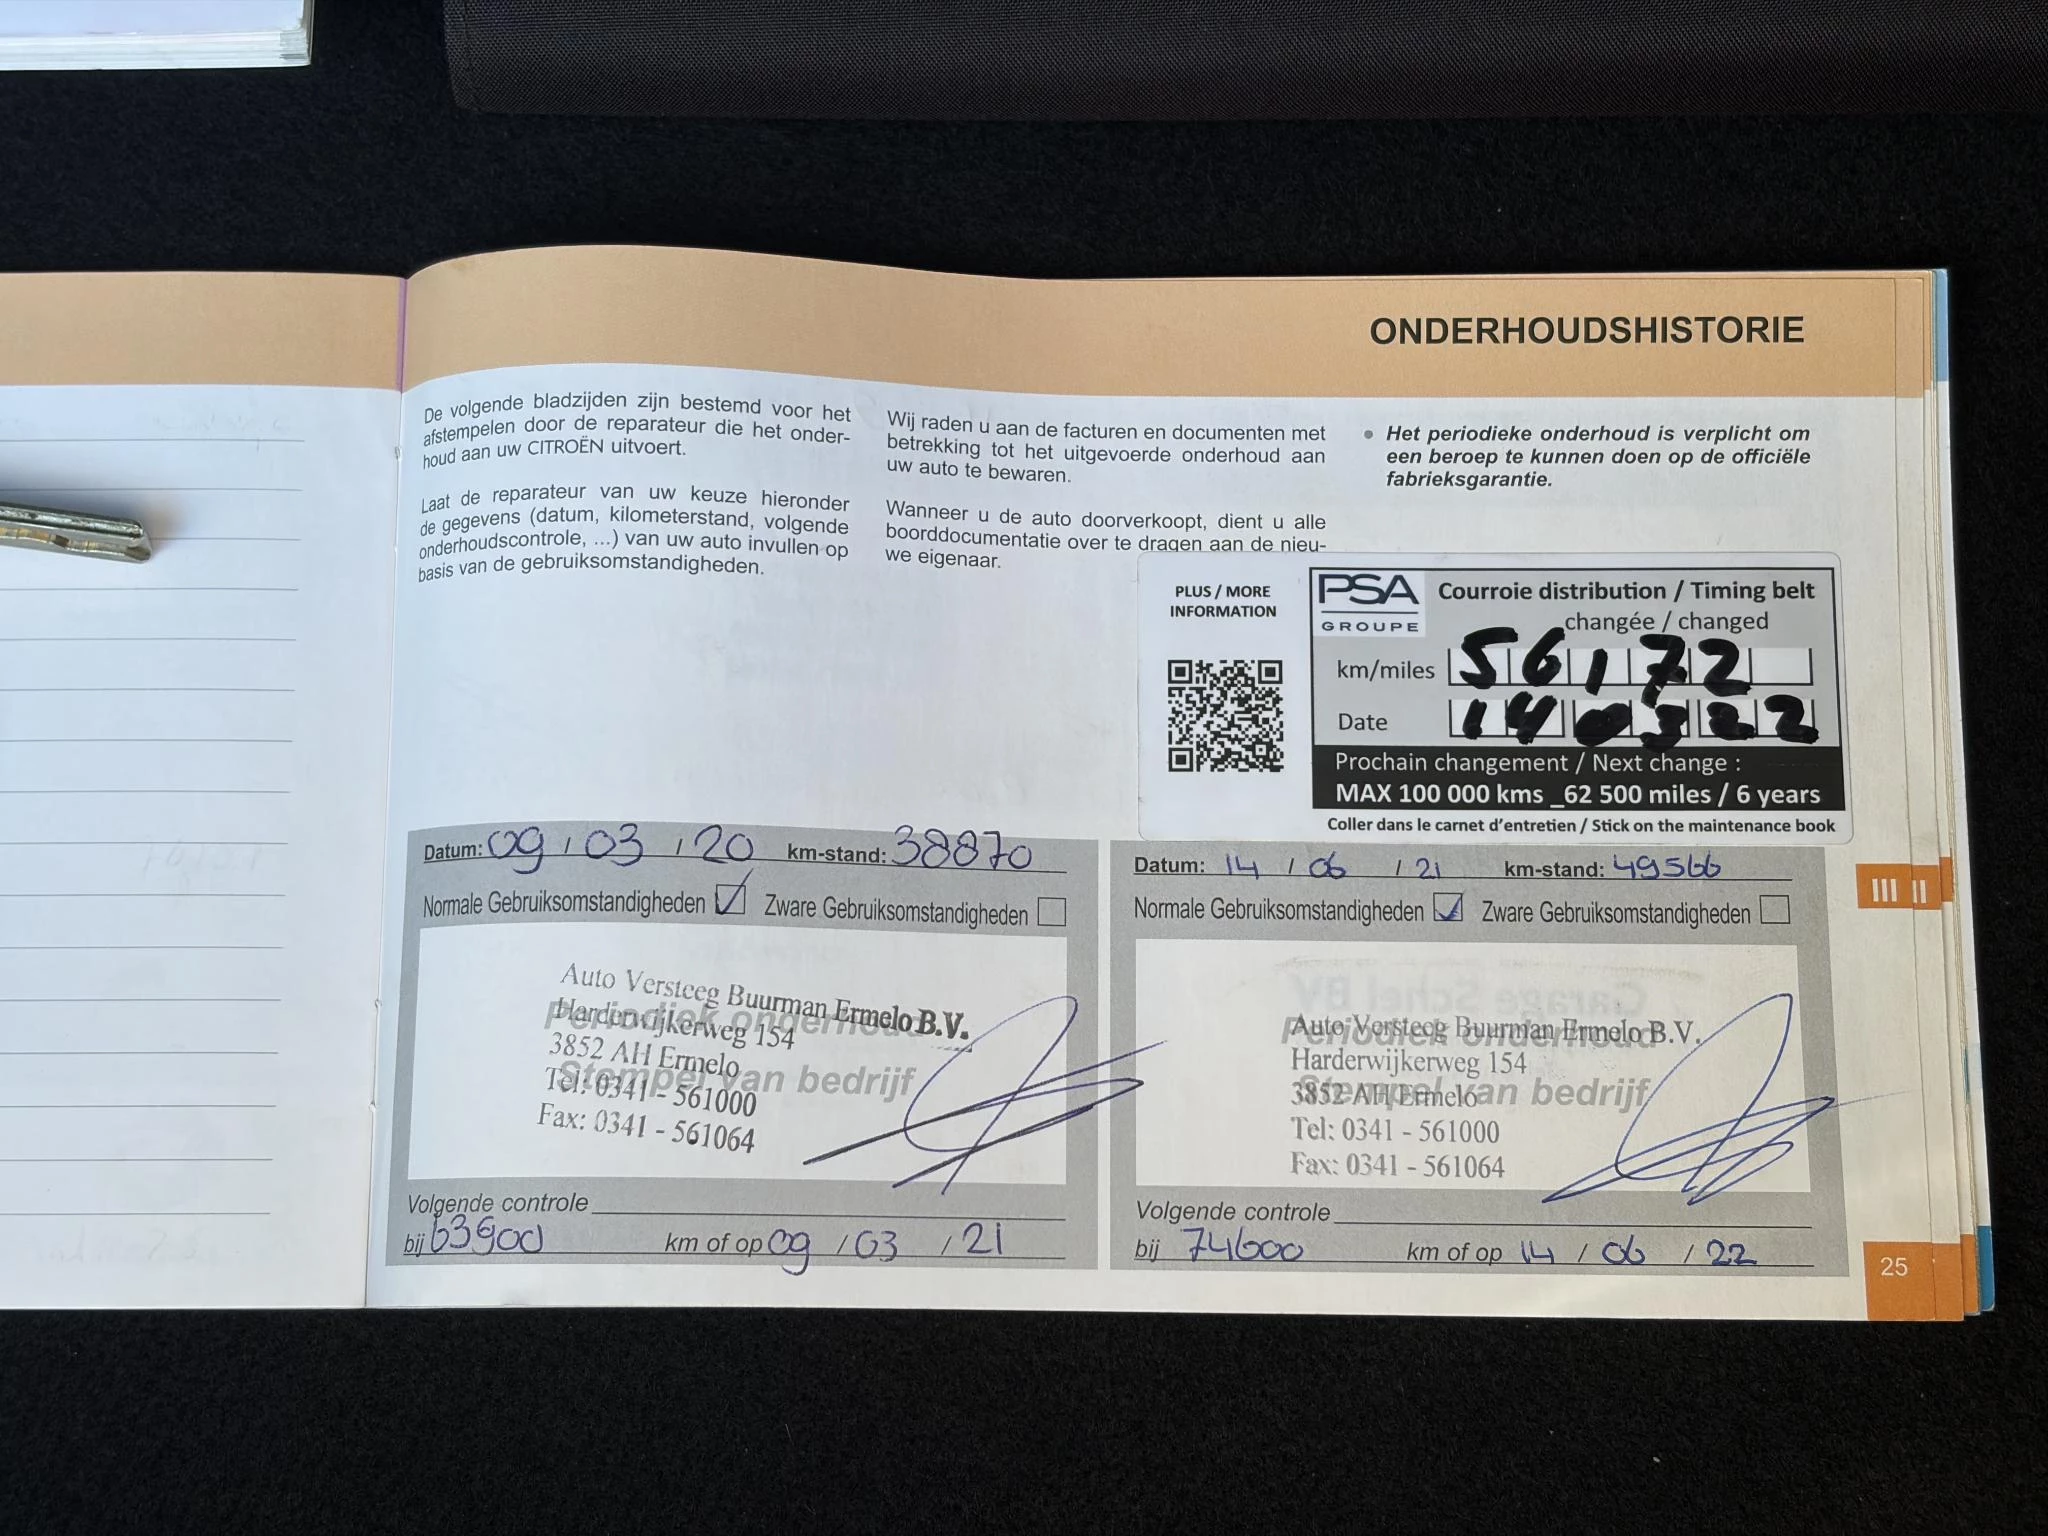 ONDERHOUDSHISTORIE
De volgende bladzijden zijn bestemd voor het
afstempelen door de reparateur die het onder-
houd aan uw CITROËN uitvoert.
Laat de reparateur van uw keuze hieronder
de gegevens (datum, kilometerstand, volgende
onderhoudscontrole, ...) van uw auto invullen op
basis van de gebruiksomstandigheden.
Wij raden u aan de facturen en documenten met
betrekking tot het uitgevoerde onderhoud aan
uw auto te bewaren.
Wanneer u de auto doorverkoopt, dient u alle
boorddocumentatie over te dragen aan de nieu-
we eigenaar.
• Het periodieke onderhoud is verplicht om
een beroep te kunnen doen op de officiële
fabrieksgarantie.
PLUS / MORE
INFORMATION
PSA
GROUPE
Courroie distribution / Timing belt
changée / changed
km/miles 56172
Date 140322
Prochain changement / Next change :
MAX 100 000 kms _62 500 miles / 6 years
Coller dans le carnet d'entretien / Stick on the maintenance book
Datum: 09 / 03 / 20 km-stand: 38870
Normale Gebruiksomstandigheden Zware Gebruiksomstandigheden
Periodiek onderhoud
Stempel van bedrijf
Auto Versteeg Buurman Ermelo B.V.
Harderwijkerweg 154
3852 AH Ermelo
Tel: 0341 - 561000
Fax: 0341 - 561064
Volgende controle
bij 63900 km of op 09 / 03 / 21
Datum: 14 / 06 / 21 km-stand: 49566
Normale Gebruiksomstandigheden Zware Gebruiksomstandigheden
Periodiek onderhoud
Stempel van bedrijf
Auto Versteeg Buurman Ermelo B.V.
Harderwijkerweg 154
3852 AH Ermelo
Tel: 0341 - 561000
Fax: 0341 - 561064
Volgende controle
bij 74600 km of op 14 / 06 / 22
III
II
25